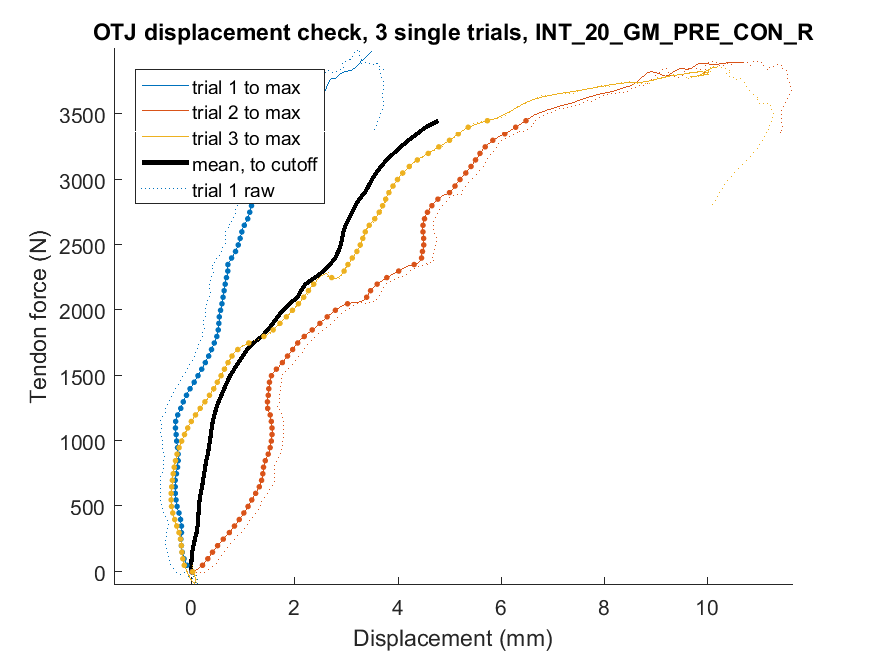 OTJ displacement check, 3 single trials, INT_20_GM_PRE_CON_R
trial 1 to max
trial 2 to max
trial 3 to max
mean, to cutoff
trial 1 raw
3500
3000
2500
2000
1500
1000
500
0
Tendon force (N)
0 2 4 6 8 10
Displacement (mm)